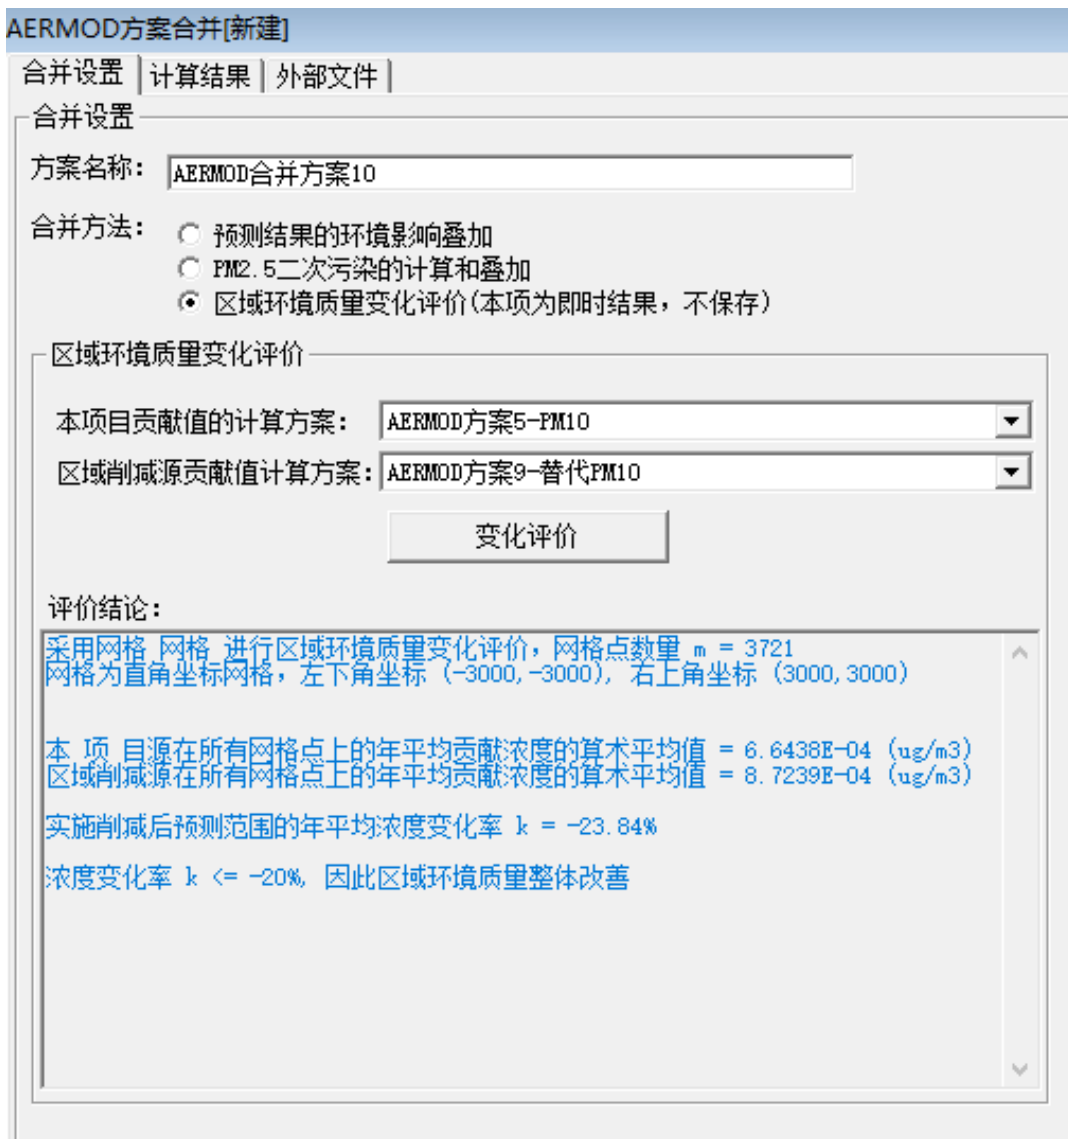 AERMOD方案合并[新建]
合并设置 计算结果 外部文件
合并设置
方案名称： AERMOD合并方案10
合并方法： 预测结果的环境影响叠加
PM2.5二次污染的计算和叠加
区域环境质量变化评价(本项为即时结果，不保存)
区域环境质量变化评价
本项目贡献值的计算方案： AERMOD方案5-PM10
区域削减源贡献值计算方案: AERMOD方案9-替代PM10
变化评价
评价结论：
采用网格 网格 进行区域环境质量变化评价，网格点数量 m = 3721
网格为直角坐标网格，左下角坐标 (-3000,-3000), 右上角坐标 (3000,3000)
本 项 目源在所有网格点上的年平均贡献浓度的算术平均值 = 6.6438E-04 (ug/m3)
区域削减源在所有网格点上的年平均贡献浓度的算术平均值 = 8.7239E-04 (ug/m3)
实施削减后预测范围的年平均浓度变化率 k = -23.84%
浓度变化率 k <= -20%, 因此区域环境质量整体改善